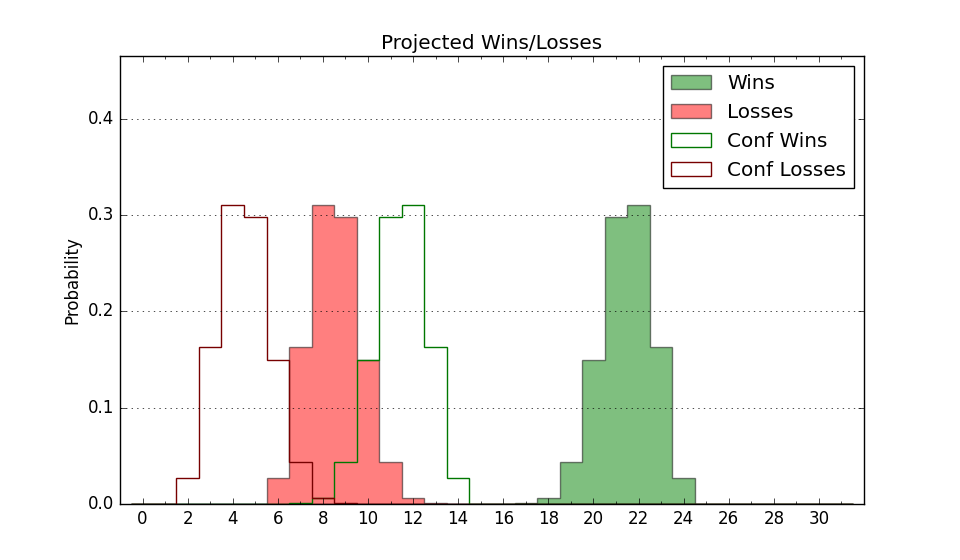 Projected Wins/Losses
Wins
Losses
Conf Wins
Conf Losses
Probability
0.4
0.3
0.2
0.1
0.0
0 2 4 6 8 10 12 14 16 18 20 22 24 26 28 30